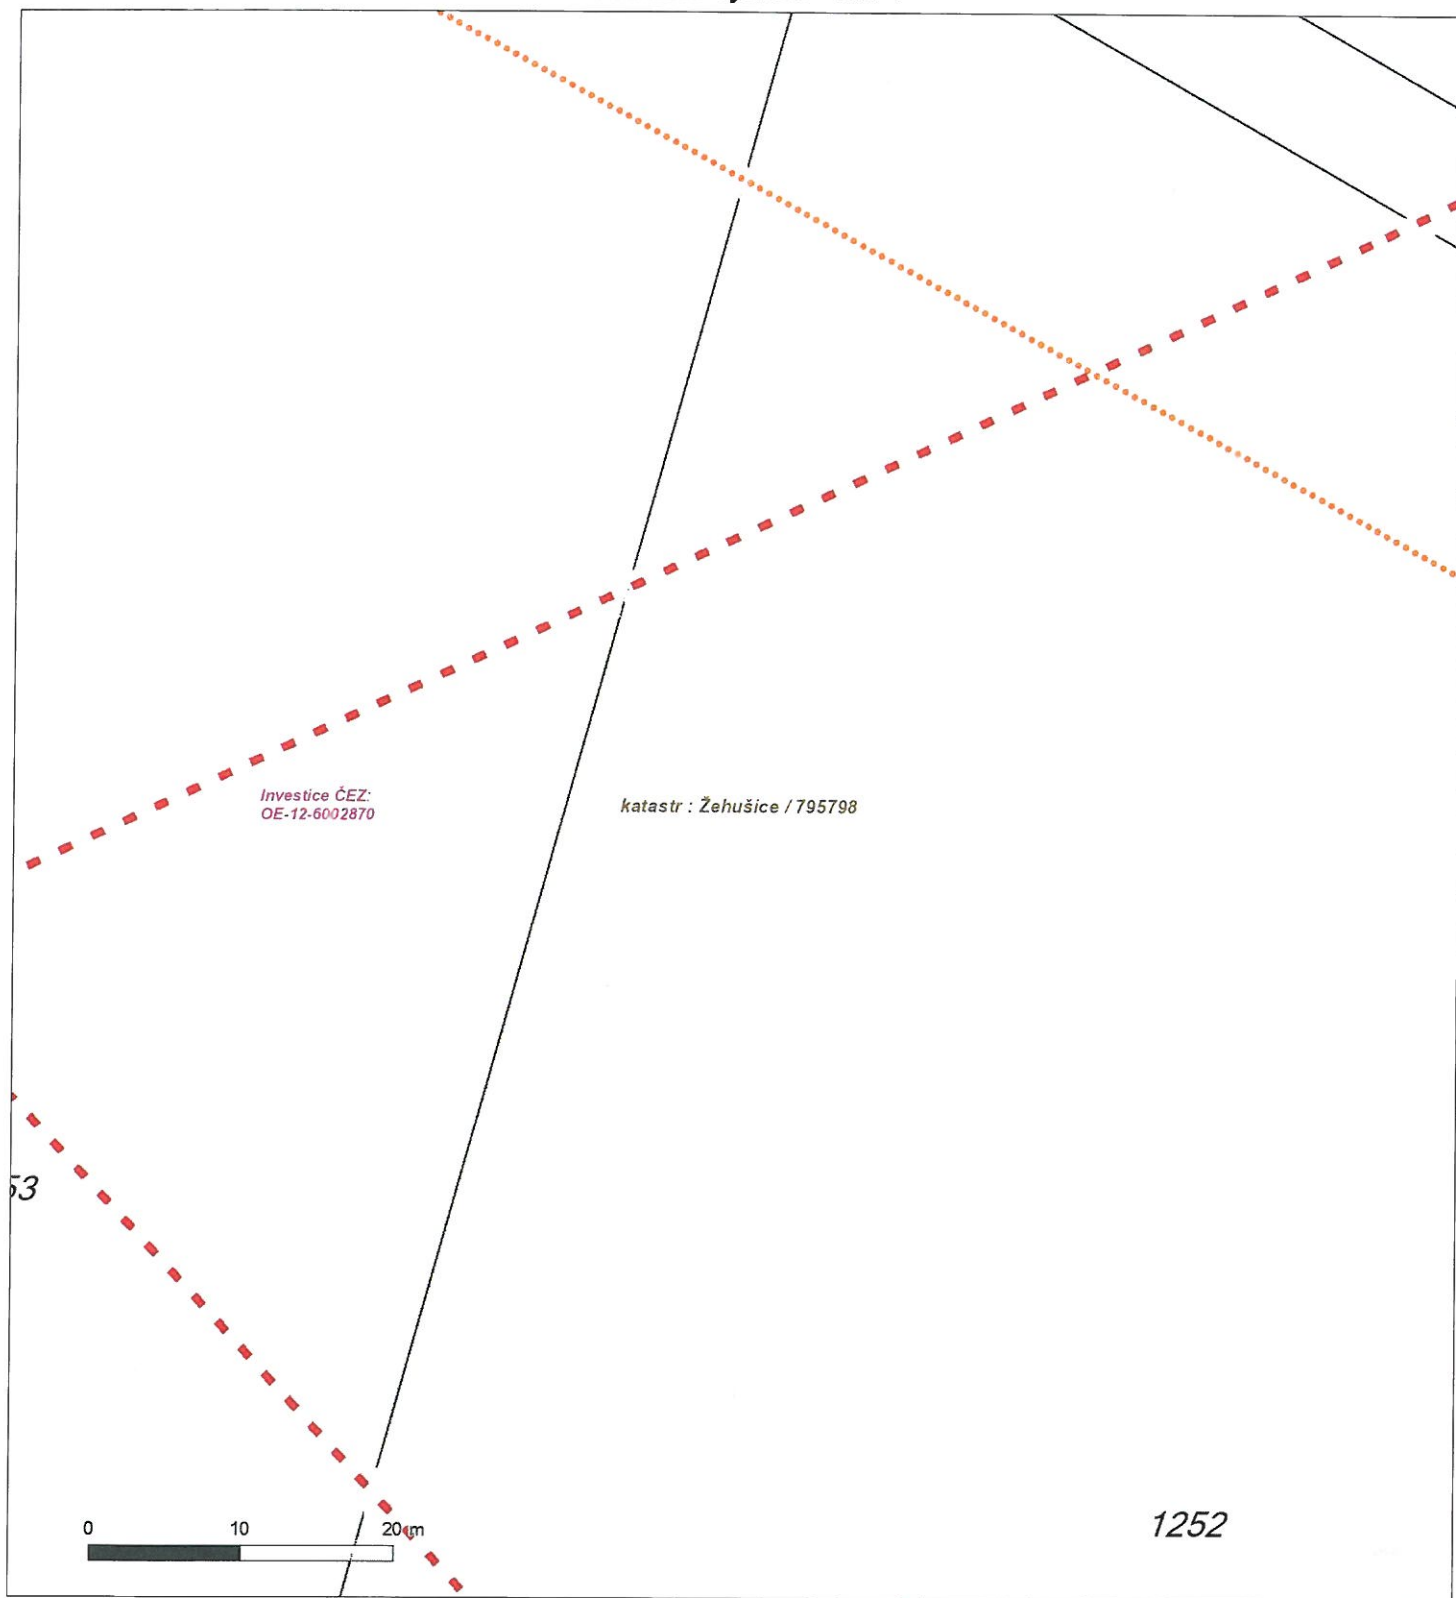 Investice ČEZ:
OE-12-6002870
katastr : Žehušice / 795798
53
0 10 20 m
1252